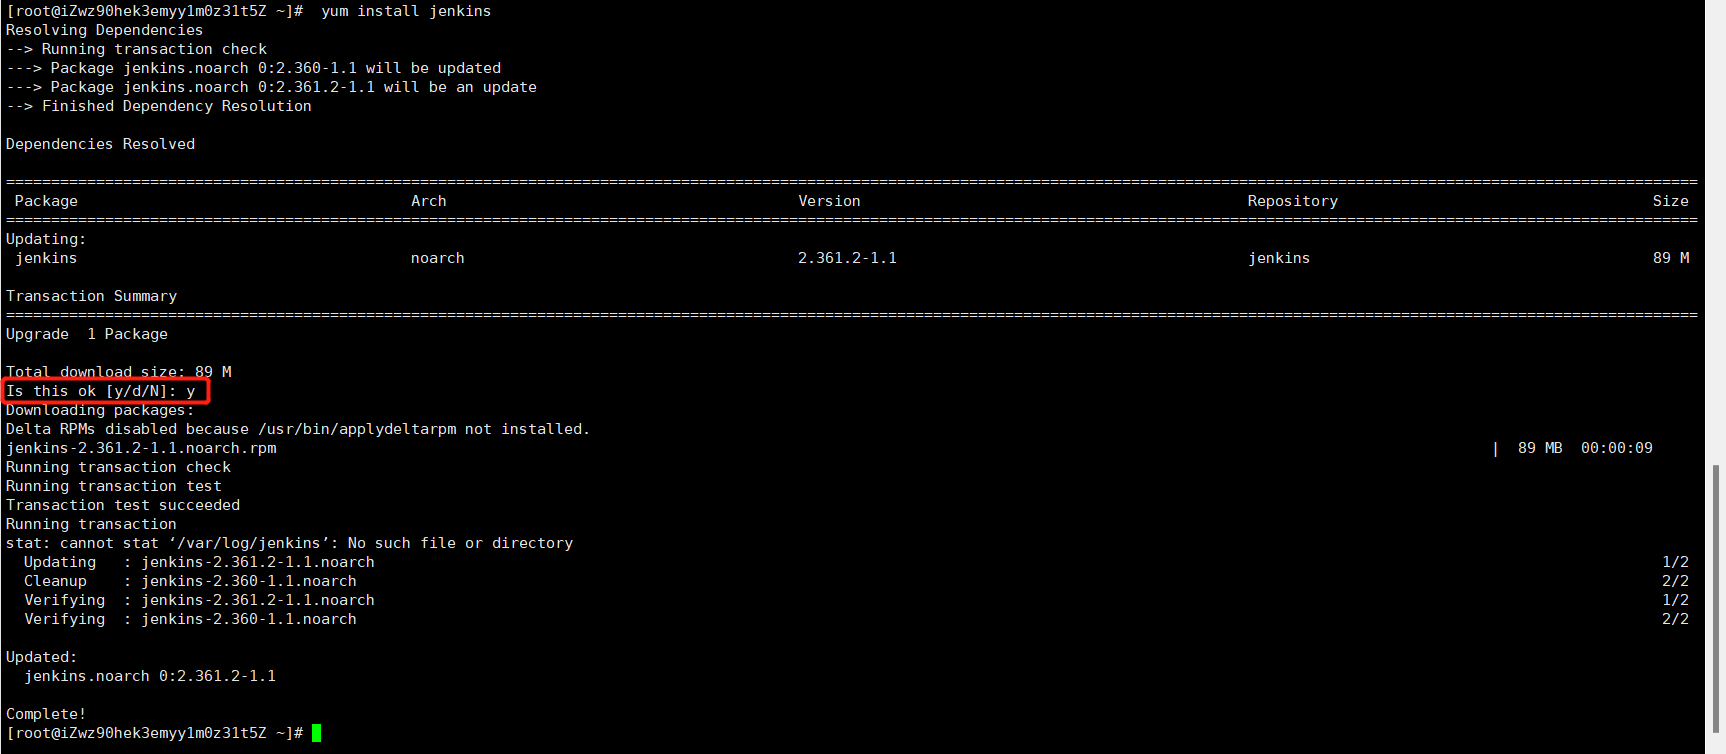 [root@iZwz90hek3emyy1m0z31t5Z ~]#  yum install jenkins
Resolving Dependencies
--> Running transaction check
---> Package jenkins.noarch 0:2.360-1.1 will be updated
---> Package jenkins.noarch 0:2.361.2-1.1 will be an update
--> Finished Dependency Resolution
Dependencies Resolved
================================================================================
Package Arch Version Repository Size
================================================================================
Updating:
jenkins noarch 2.361.2-1.1 jenkins 89 M
Transaction Summary
================================================================================
Upgrade  1 Package
Total download size: 89 M
Is this ok [y/d/N]: y
Downloading packages:
Delta RPMs disabled because /usr/bin/applydeltarpm not installed.
jenkins-2.361.2-1.1.noarch.rpm | 89 MB 00:00:09
Running transaction check
Running transaction test
Transaction test succeeded
Running transaction
stat: cannot stat ‘/var/log/jenkins’: No such file or directory
Updating   : jenkins-2.361.2-1.1.noarch 1/2
Cleanup    : jenkins-2.360-1.1.noarch 2/2
Verifying  : jenkins-2.361.2-1.1.noarch 1/2
Verifying  : jenkins-2.360-1.1.noarch 2/2
Updated:
jenkins.noarch 0:2.361.2-1.1
Complete!
[root@iZwz90hek3emyy1m0z31t5Z ~]#